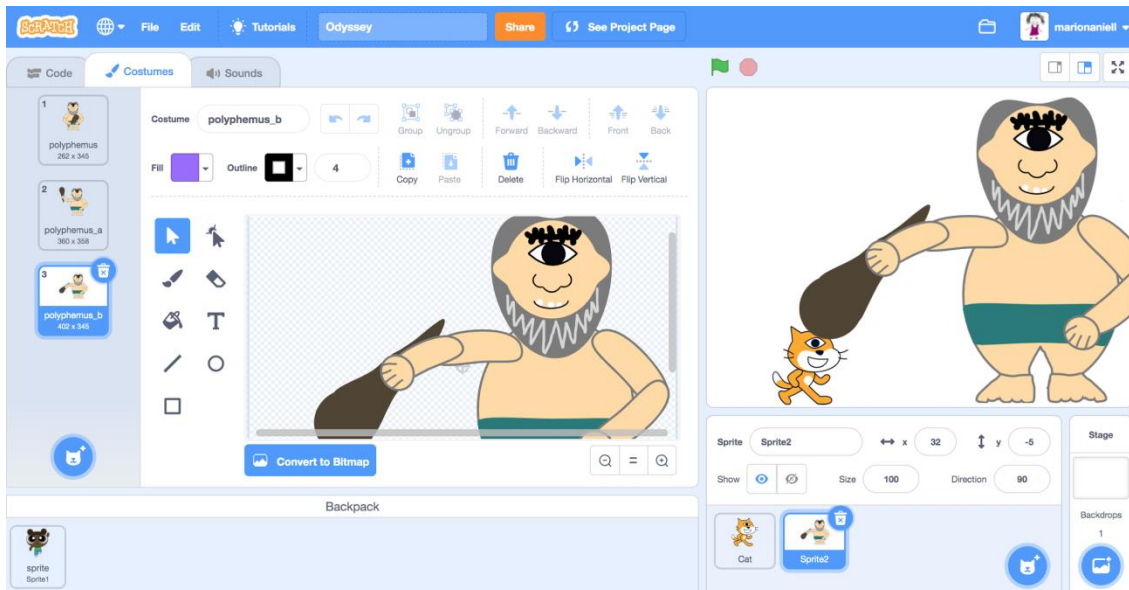 SCRATCH File Edit Tutorials Odyssey Share See Project Page marionaniell
Code Costumes Sounds
1
polyphemus
262 x 345
2
polyphemus_a
360 x 358
3
polyphemus_b
402 x 345
Costume polyphemus_b Group Ungroup Forward Backward Front Back
Fill Outline 4 Copy Paste Delete Flip Horizontal Flip Vertical
T
Convert to Bitmap
Sprite Sprite2 x 32 y -5
Show Size 100 Direction 90
Cat
Sprite2
Stage
Backdrops
1
Backpack
sprite
Sprite1